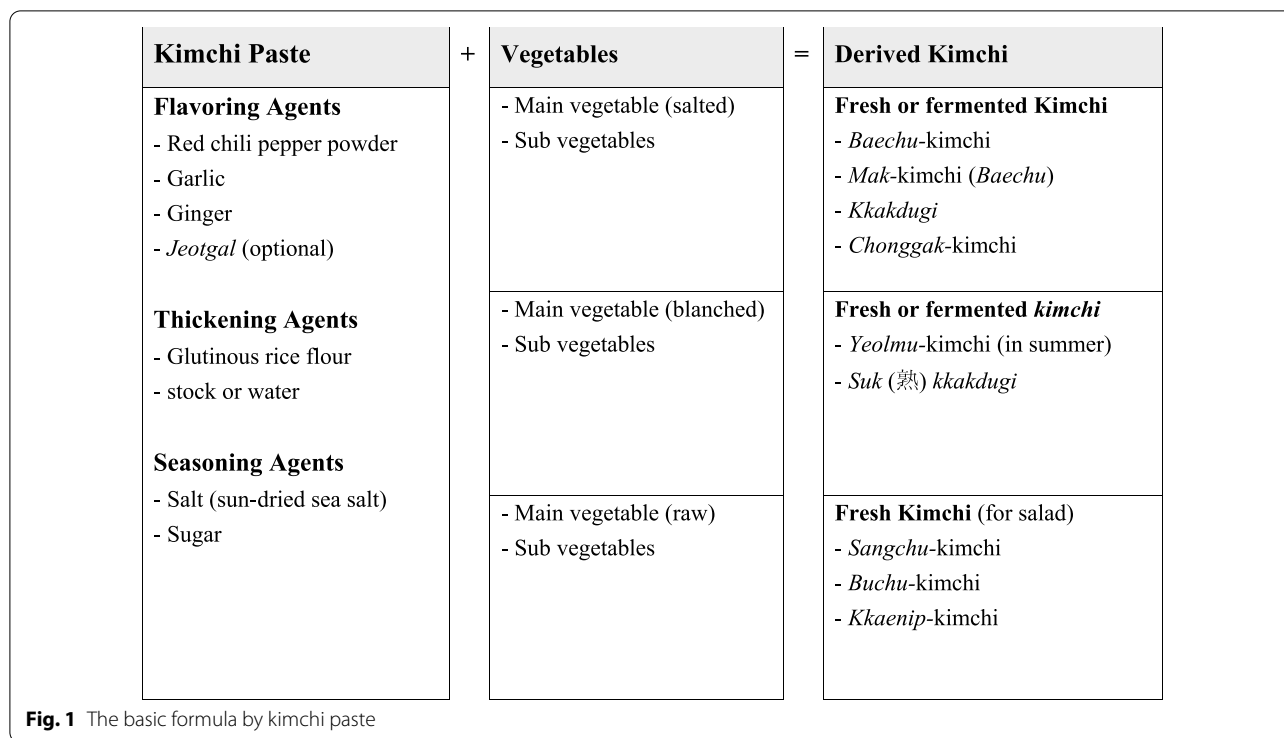 Kimchi Paste + Vegetables = Derived Kimchi
Flavoring Agents
- Red chili pepper powder
- Garlic
- Ginger
- Jeotgal (optional)
Thickening Agents
- Glutinous rice flour
- stock or water
Seasoning Agents
- Salt (sun-dried sea salt)
- Sugar
- Main vegetable (salted)
- Sub vegetables
- Main vegetable (blanched)
- Sub vegetables
- Main vegetable (raw)
- Sub vegetables
Fresh or fermented Kimchi
- Baechu-kimchi
- Mak-kimchi (Baechu)
- Kkakdugi
- Chonggak-kimchi
Fresh or fermented kimchi
- Yeolmu-kimchi (in summer)
- Suk (熟) kkakdugi
Fresh Kimchi (for salad)
- Sangchu-kimchi
- Buchu-kimchi
- Kkaenip-kimchi
Fig. 1 The basic formula by kimchi paste